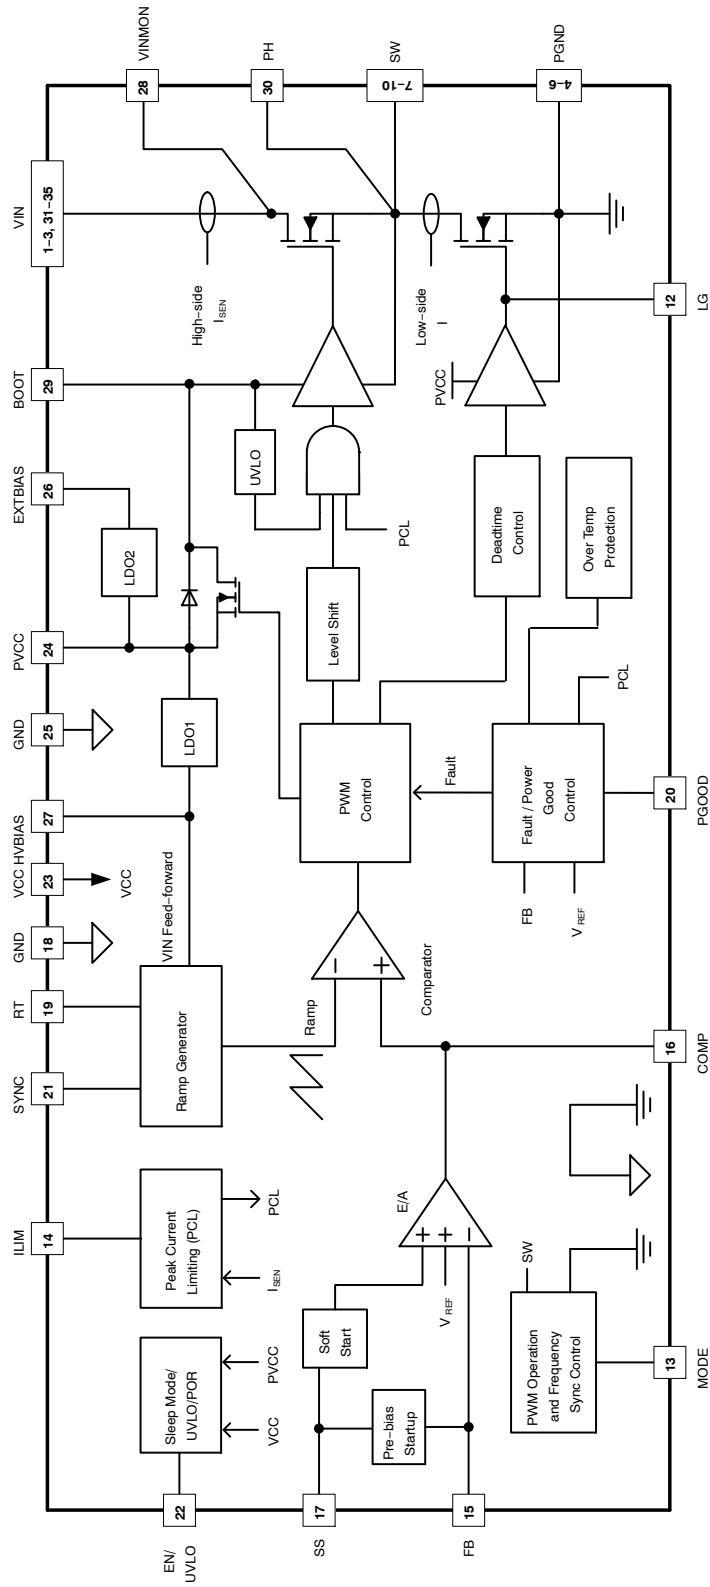 EN/
UVLO
22
ILIM
14
SYNC
21
RT
19
GND
18
VCC
23
HVBIAS
27
GND
25
PVCC
24
EXTBIAS
26
BOOT
29
VIN
1–3, 31–35
VINMON
28
PH
30
SW
7–10
PGND
4–6
LG
12
PGOOD
20
COMP
16
MODE
13
FB
15
SS
17
Sleep Mode/
UVLO/POR
VCC
PVCC
Peak Current
Limiting (PCL)
ISEN
PCL
Ramp Generator
VIN Feed–forward
VCC
LDO1
LDO2
UVLO
High–side
ISEN
Ramp
–
+
Comparator
PWM
Control
Level Shift
PCL
Low–side
I
PVCC
Deadtime
Control
Over Temp
Protection
Fault
Fault / Power
Good
Control
FB
V REF
PCL
Soft
Start
Pre–bias
Startup
E/A
+
+
–
V REF
PWM Operation
and Frequency
Sync Control
SW